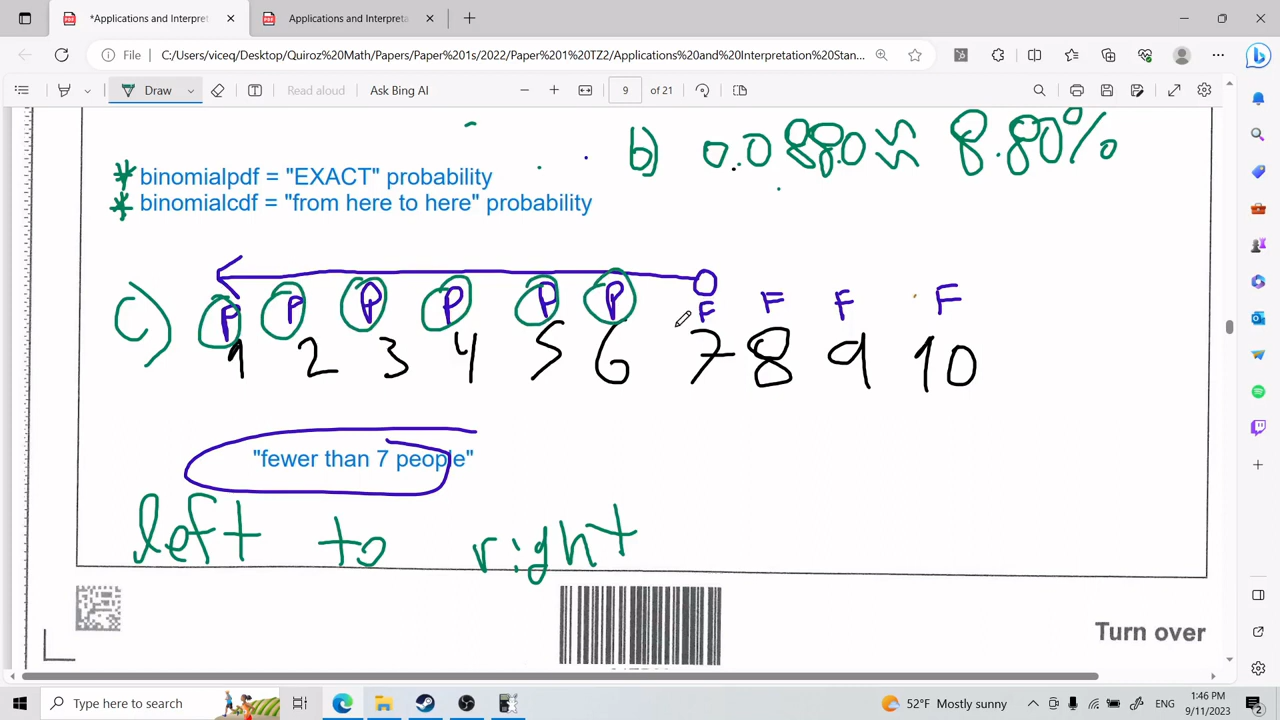 *Applications and Interpret
Applications and Interpret
File
C:/Users/viceq/Desktop/Quiroz%20Math/Papers/Paper%201s/2022/Paper%201%20TZ2/Applications%20and%20Interpretation%20Stan...
Draw
Read aloud
Ask Bing AI
9
of 21
b) 0.0880 ≈ 8.80%
* binomialpdf = "EXACT" probability
* binomialcdf = "from here to here" probability
c) P P P P P P F F F F
1 2 3 4 5 6 7 8 9 10
"fewer than 7 people"
left to right
Turn over
Type here to search
52°F Mostly sunny
1:46 PM
9/11/2023
2